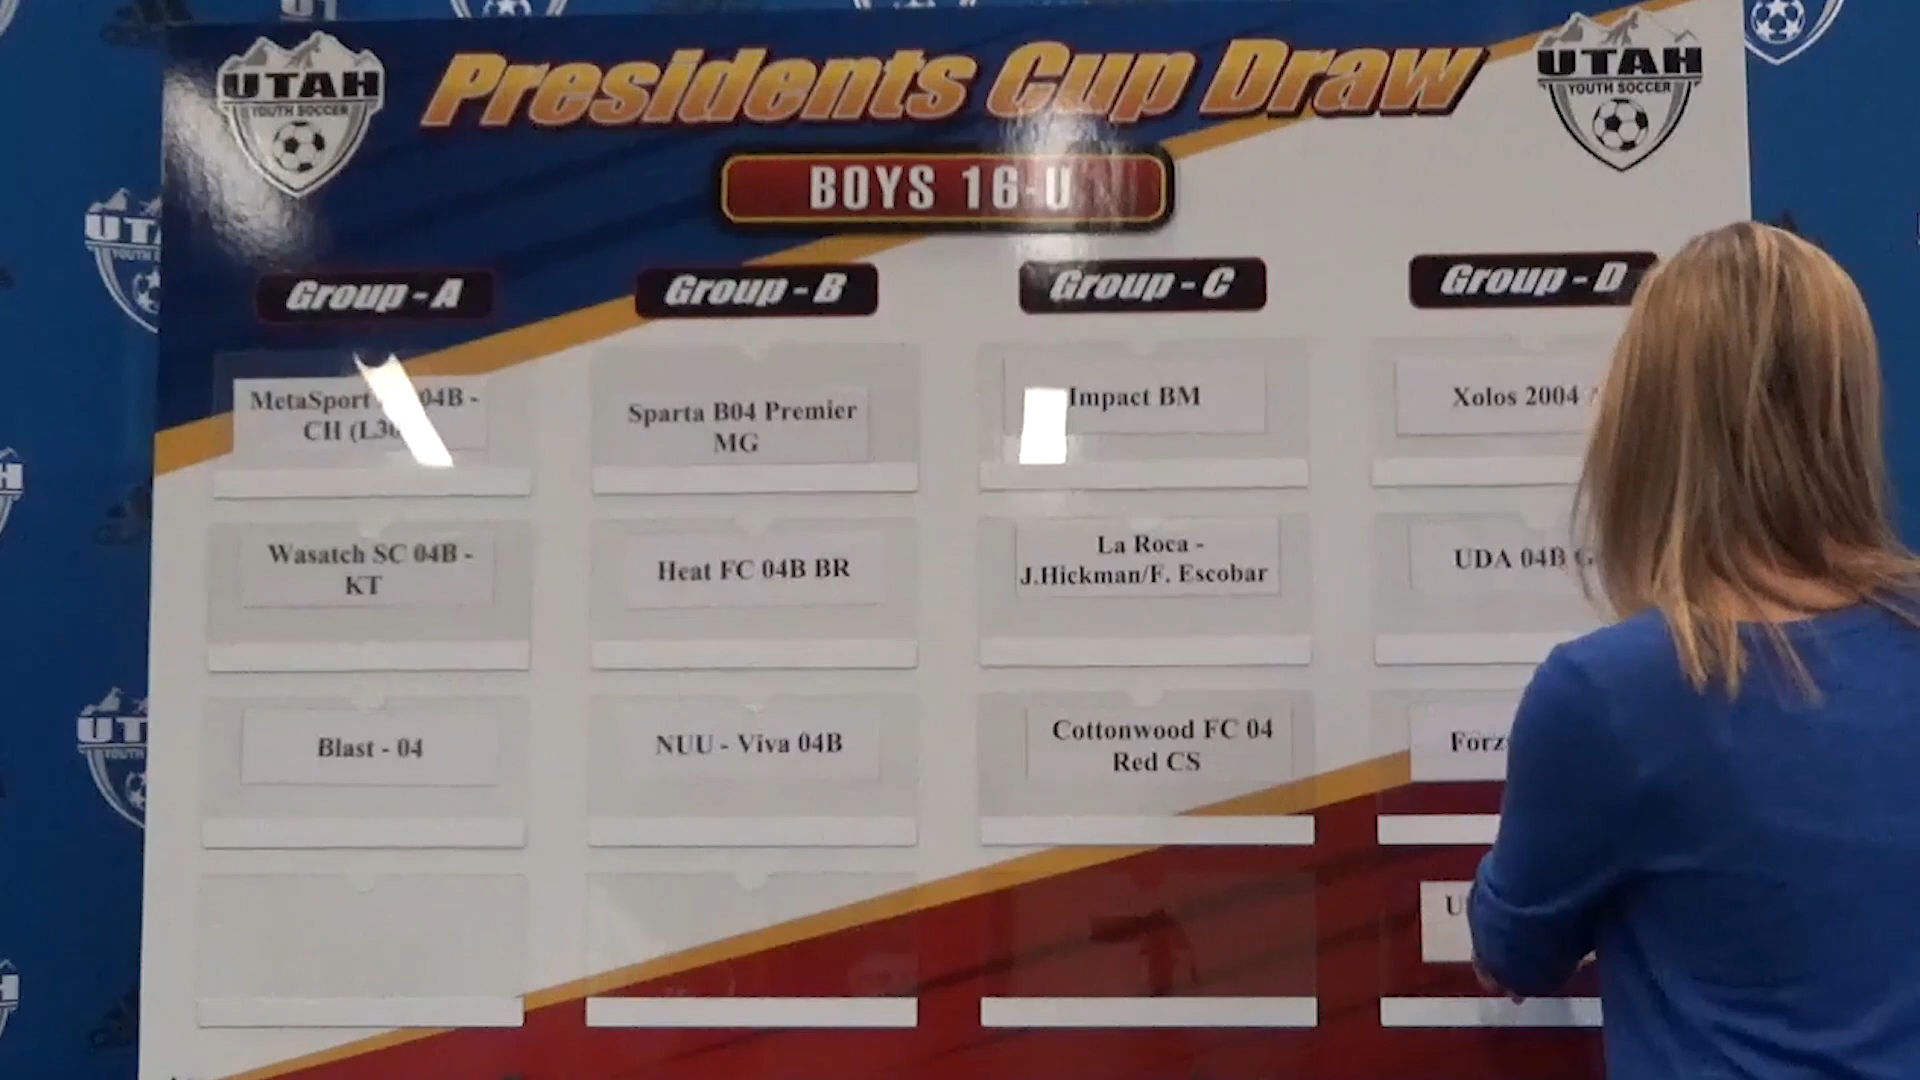 UTAH
YOUTH SOCCER
Presidents Cup Draw
UTAH
YOUTH SOCCER
BOYS 16-U
Group - A
Group - B
Group - C
Group - D
MetaSport 04B -
CH
Sparta B04 Premier
MG
Impact BM
Xolos 2004
Wasatch SC 04B -
KT
Heat FC 04B BR
La Roca -
J.Hickman/F. Escobar
UDA 04B
Blast - 04
NUU - Viva 04B
Cottonwood FC 04
Red CS